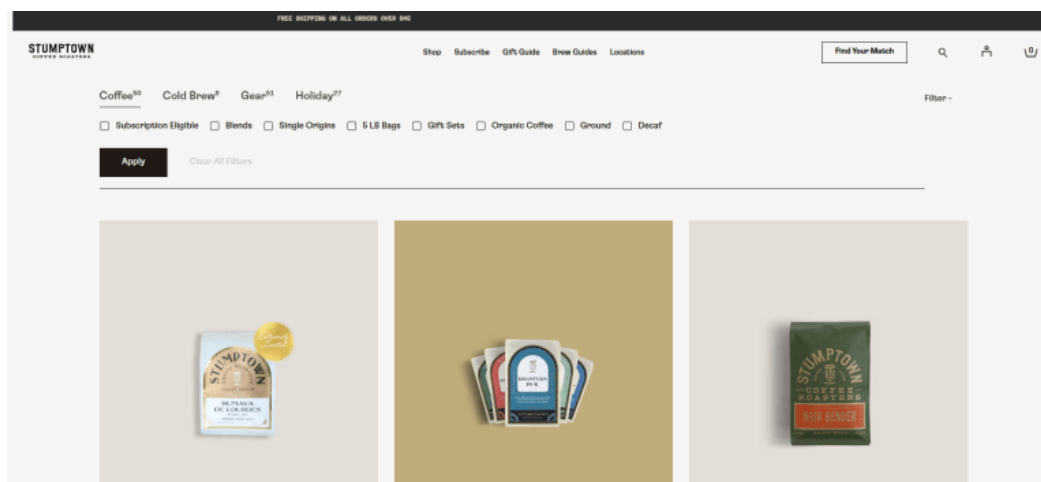 FREE SHIPPING ON ALL ORDERS OVER $45
STUMPTOWN
COFFEE ROASTERS
Shop Subscribe Gift Guide Brew Guides Locations
Find Your Match
0
Coffee Cold Brew Gear Holiday
Filter -
Subscription Eligible Blends Single Origins 5 LB Bags Gift Sets Organic Coffee Ground Decaf
Apply Clear All Filters
STUMPTOWN
DE LOURDES
STUMPTOWN
COFFEE
ROASTERS
HAIR BENDER